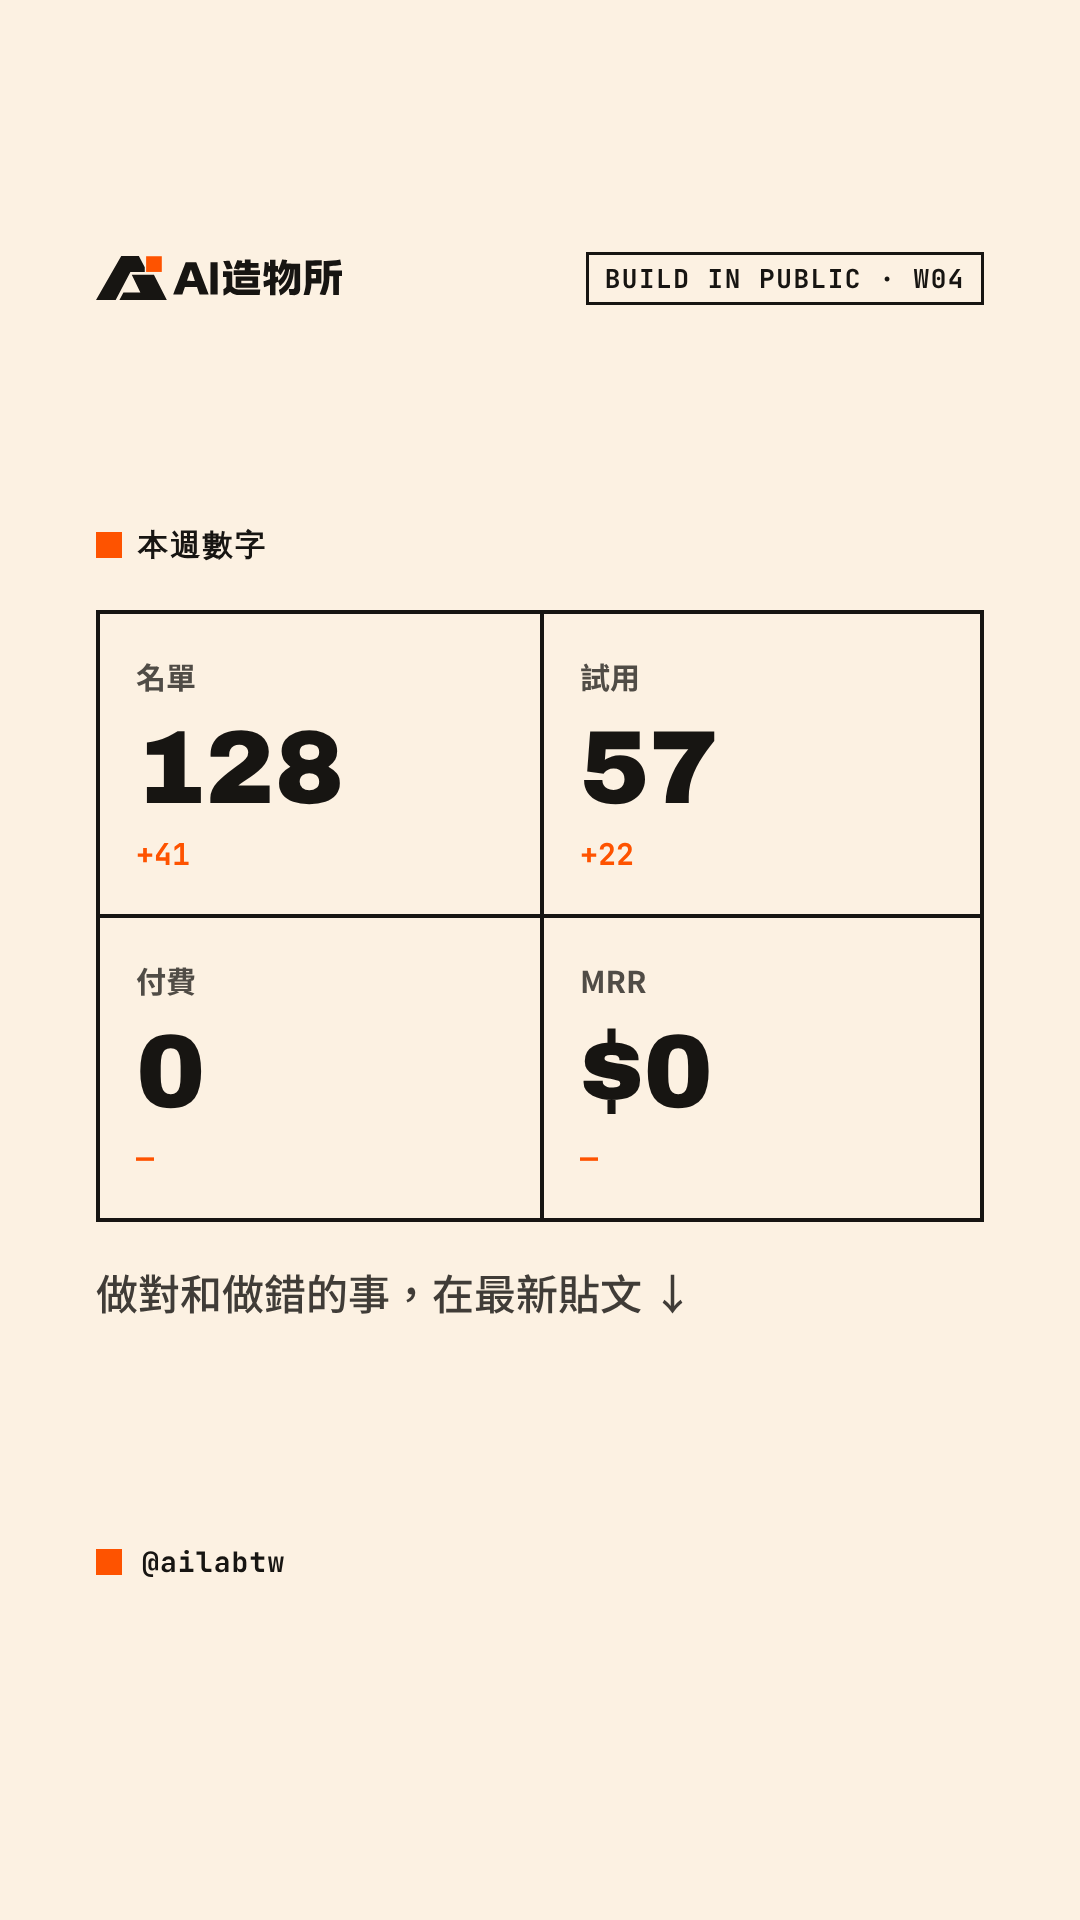 AI造物所
BUILD IN PUBLIC · W04
本週數字
名單
128
+41
試用
57
+22
付費
0
—
MRR
$0
—
做對和做錯的事，在最新貼文 ↓
@ailabtw